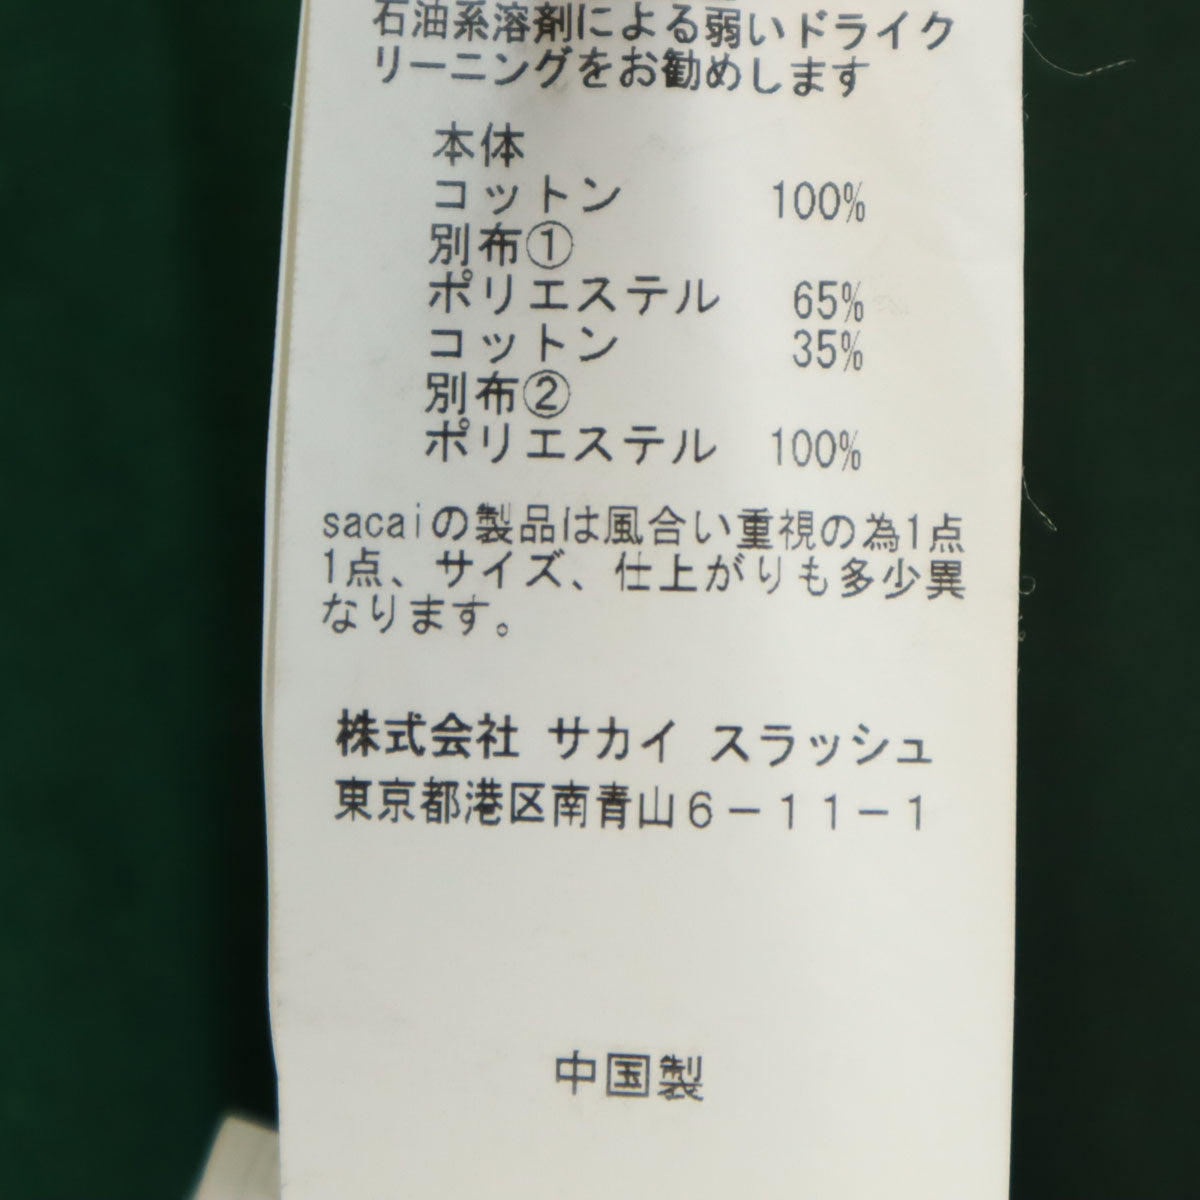 石油系溶剤による弱いドライク
リーニングをお勧めします
本体
コットン 100%
別布①
ポリエステル 65%
コットン 35%
別布②
ポリエステル 100%
sacaiの製品は風合い重視の為1点
1点、サイズ、仕上がりも多少異
なります。
株式会社 サカイ スラッシュ
東京都港区南青山6－11－1
中国製